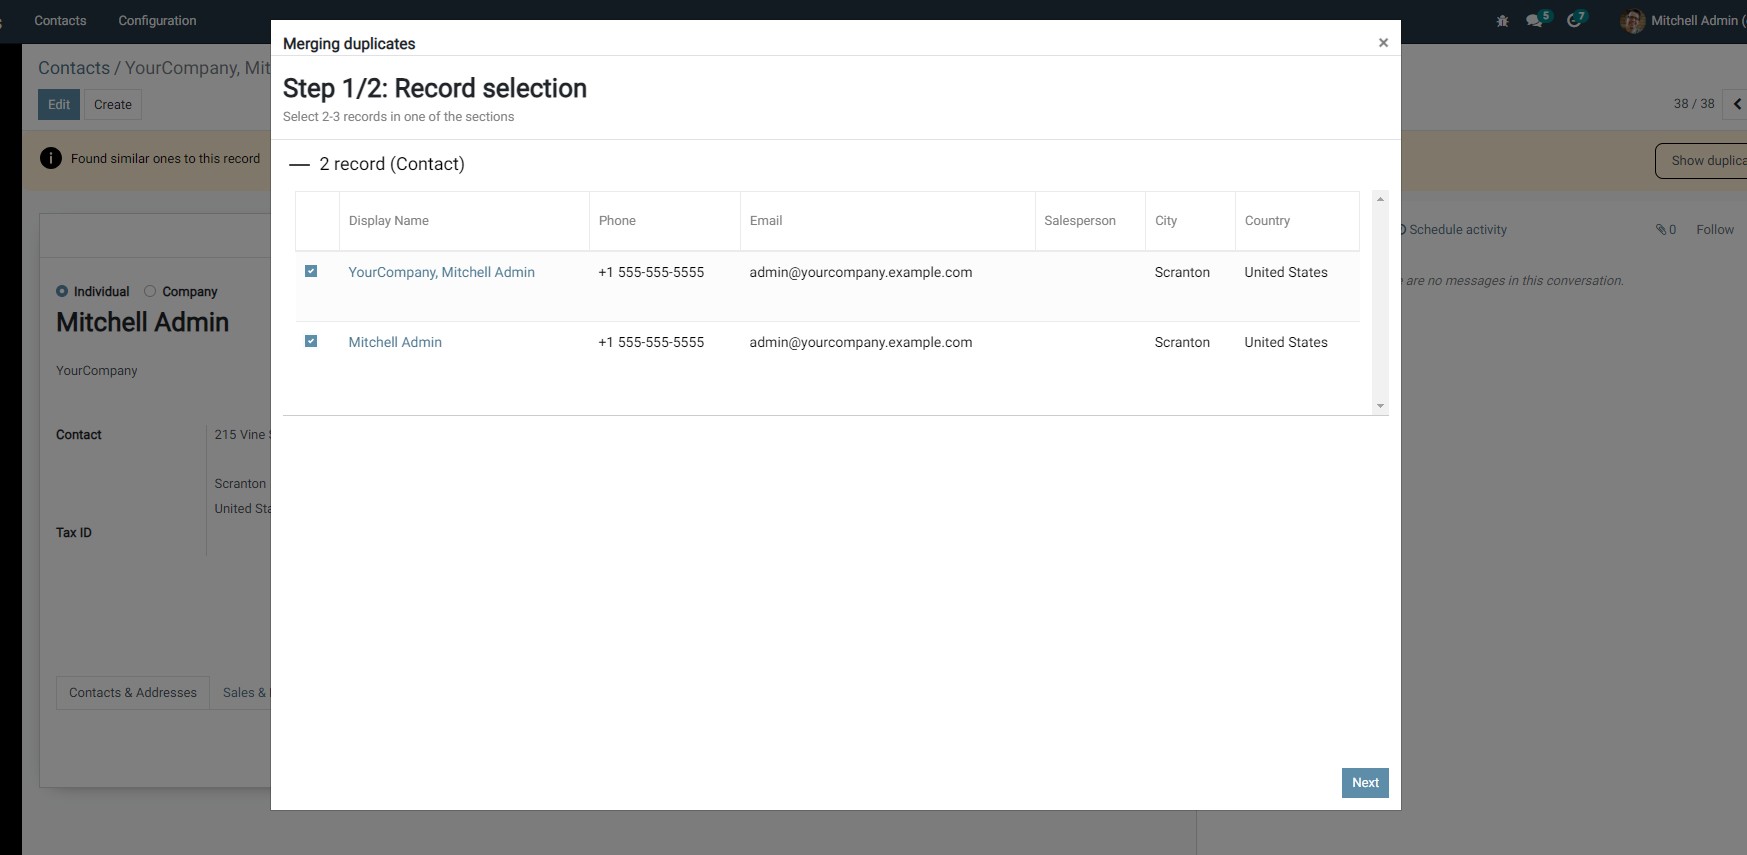 Contacts Configuration 5 7 Mitchell Admin (
Merging duplicates ×
Contacts / YourCompany, Mit
Step 1/2: Record selection
Edit Create 38 / 38
Select 2-3 records in one of the sections
Found similar ones to this record Show duplica
2 record (Contact)
Display Name Phone Email Salesperson City Country
Schedule activity 0 Follow
YourCompany, Mitchell Admin +1 555-555-5555 admin@yourcompany.example.com Scranton United States
are no messages in this conversation.
Individual Company
Mitchell Admin
Mitchell Admin +1 555-555-5555 admin@yourcompany.example.com Scranton United States
YourCompany
Contact 215 Vine
Scranton
United Sta
Tax ID
Contacts & Addresses Sales &
Next